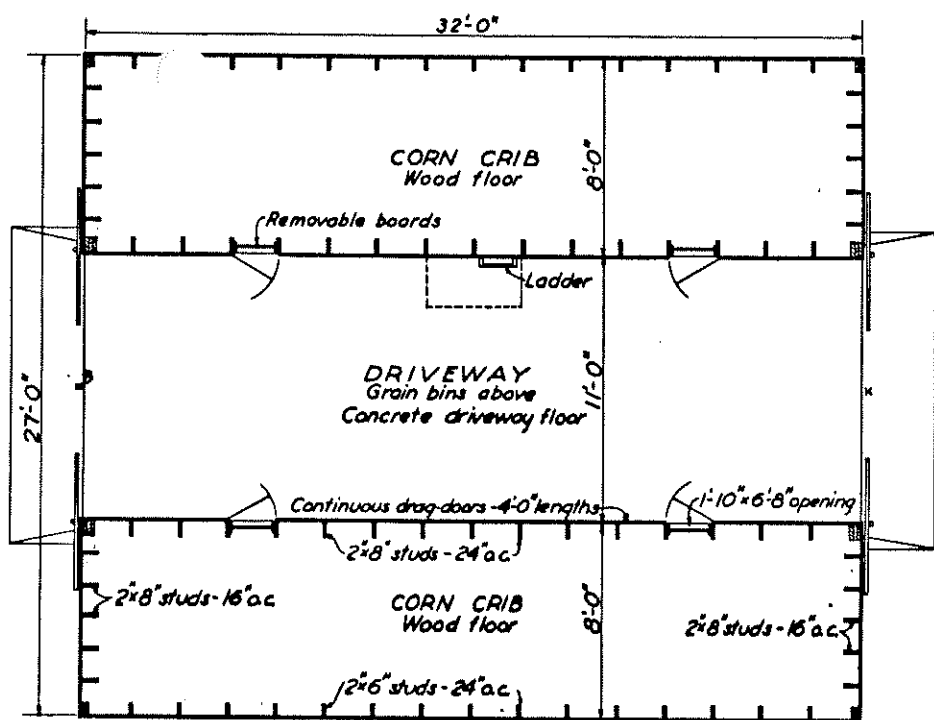 32'-0"
CORN CRIB
Wood floor
8'-0"
Removable boards
Ladder
27'-0"
DRIVEWAY
Grain bins above
Concrete driveway floor
11'-0"
Continuous drag-doors-4'-0" lengths
1'-10"x6'-8" opening
2"x8" studs-24" o.c.
2"x8" studs-16" o.c.
CORN CRIB
Wood floor
8'-0"
2"x8" studs-16" o.c.
2"x6" studs-24" o.c.